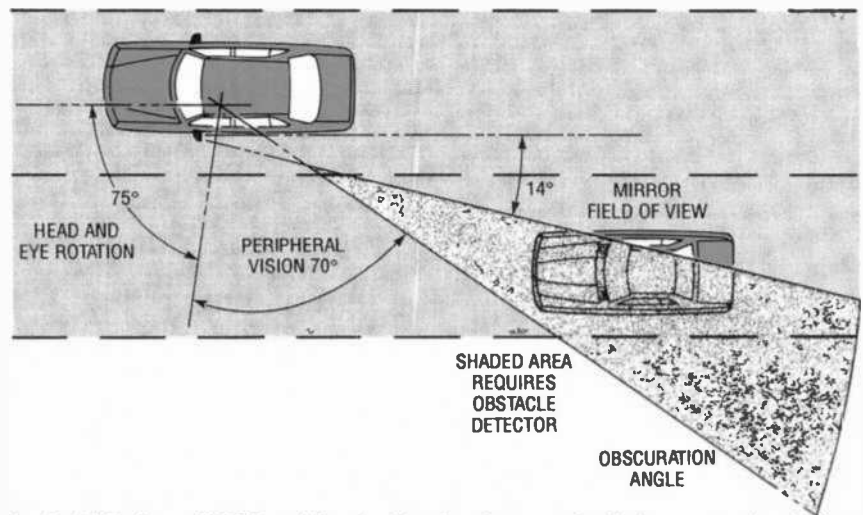 14°
MIRROR
FIELD OF VIEW
75°
HEAD AND
EYE ROTATION
PERIPHERAL
VISION 70°
SHADED AREA
REQUIRES
OBSTACLE
DETECTOR
OBSCURATION
ANGLE